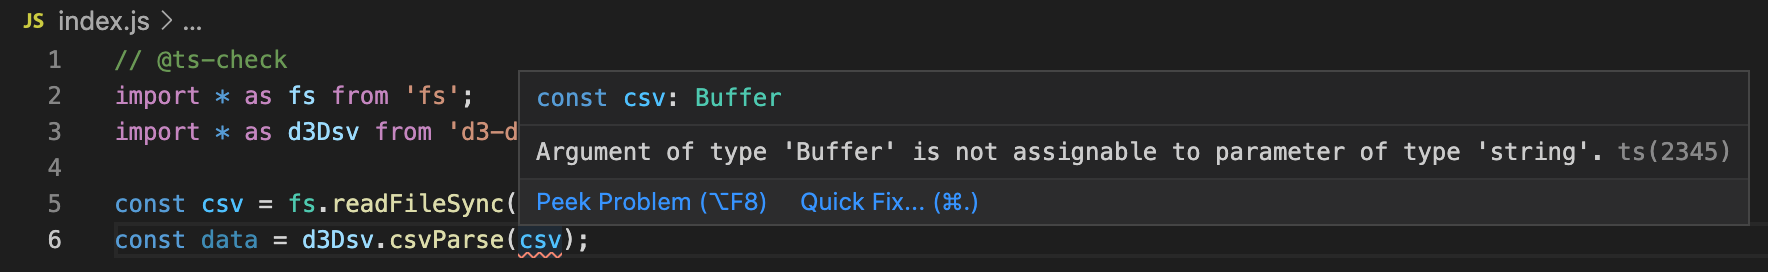 JS index.js > ...
1 // @ts-check
2 import * as fs from 'fs';
3 import * as d3Dsv from 'd3-d
4
5 const csv = fs.readFileSync(
6 const data = d3Dsv.csvParse(csv);
const csv: Buffer
Argument of type 'Buffer' is not assignable to parameter of type 'string'. ts(2345)
Peek Problem (⌥F8) Quick Fix... (⌘.)